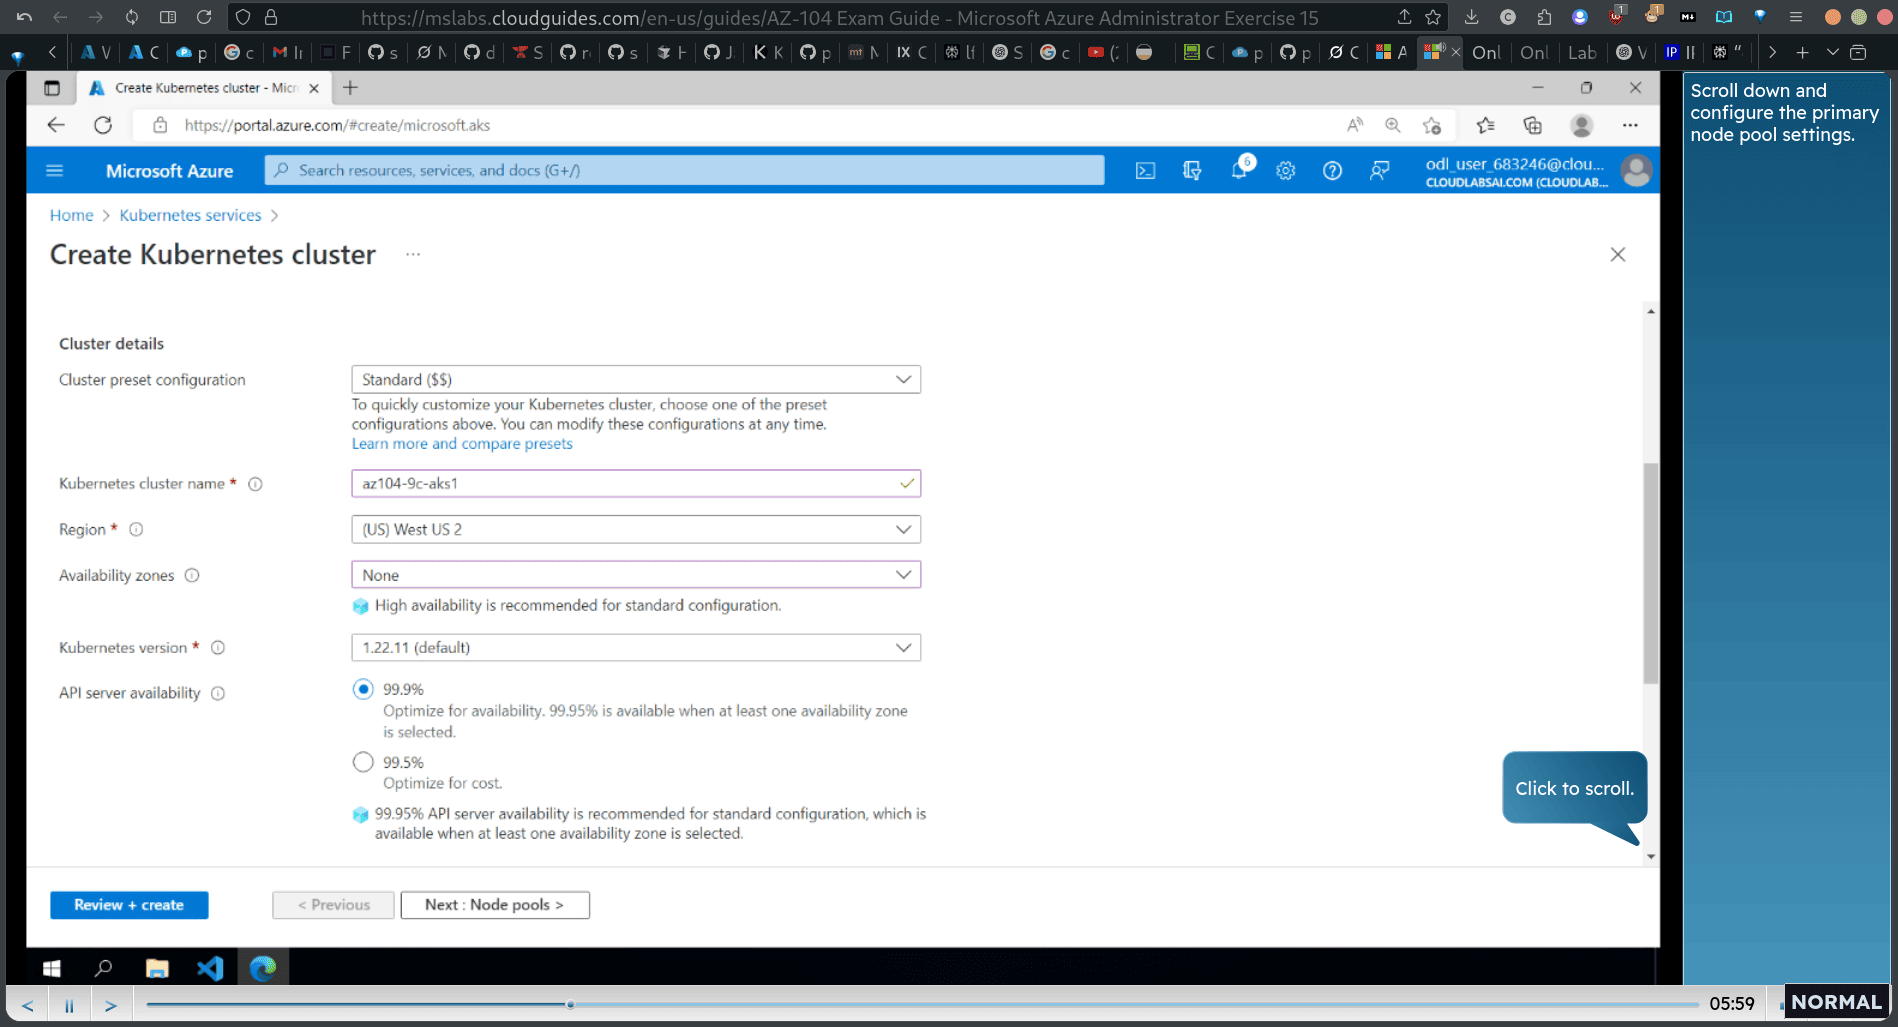 https://mslabs.cloudguides.com/en-us/guides/AZ-104 Exam Guide - Microsoft Azure Administrator Exercise 15
Onl
Onl
Lab
Create Kubernetes cluster - Micr
https://portal.azure.com/#create/microsoft.aks
Microsoft Azure
Search resources, services, and docs (G+/)
6
odl_user_683246@clou...
CLOUDLABSAI.COM (CLOUDLAB...
Home > Kubernetes services >
Create Kubernetes cluster ...
Cluster details
Cluster preset configuration
Standard ($$)
To quickly customize your Kubernetes cluster, choose one of the preset
configurations above. You can modify these configurations at any time.
Learn more and compare presets
Kubernetes cluster name *
az104-9c-aks1
Region *
(US) West US 2
Availability zones
None
High availability is recommended for standard configuration.
Kubernetes version *
1.22.11 (default)
API server availability
99.9%
Optimize for availability. 99.95% is available when at least one availability zone
is selected.
99.5%
Optimize for cost.
99.95% API server availability is recommended for standard configuration, which is
available when at least one availability zone is selected.
Review + create
< Previous
Next : Node pools >
Click to scroll.
Scroll down and
configure the primary
node pool settings.
05:59
NORMAL